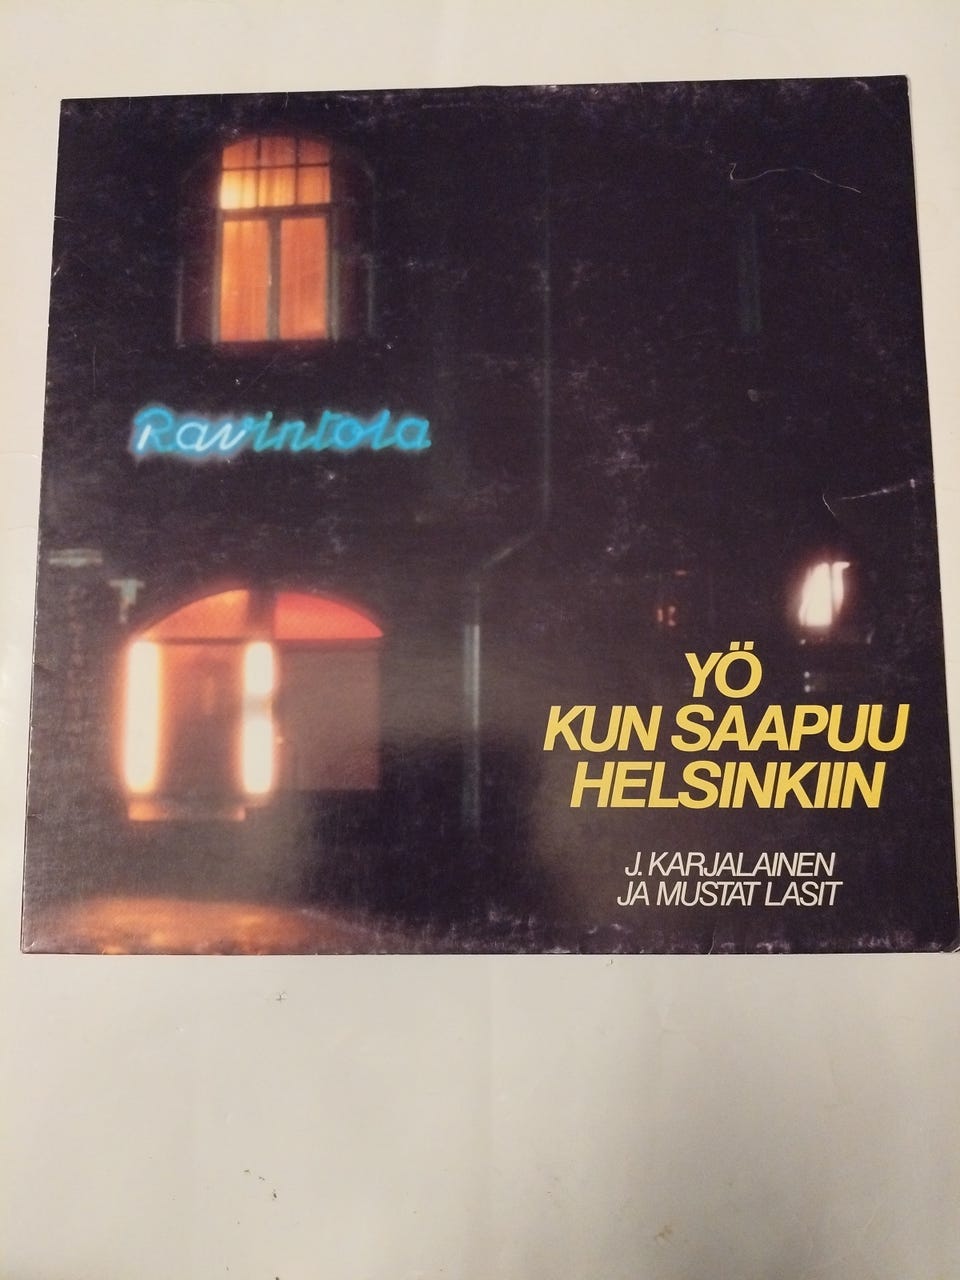 Ravintola
YÖ
KUN SAAPUU
HELSINKIIN
J. KARJALAINEN
JA MUSTAT LASIT